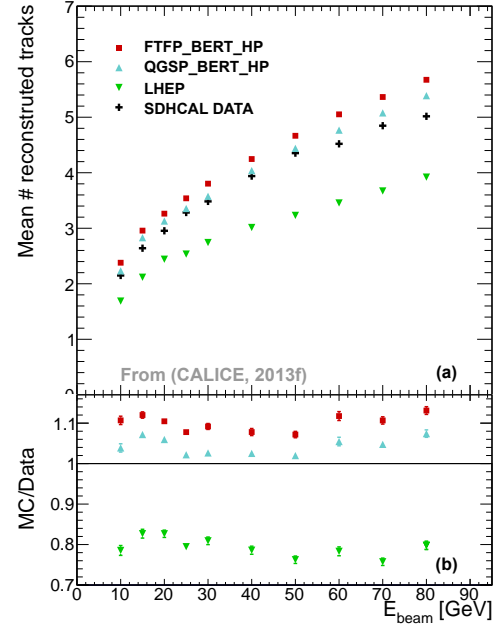 7
6
5
4
3
2
1
0
Mean # reconstruted tracks
FTFP_BERT_HP
QGSP_BERT_HP
LHEP
SDHCAL DATA
From (CALICE, 2013f)
(a)
1.1
1
0.9
0.8
0.7
MC/Data
(b)
0 10 20 30 40 50 60 70 80 90
E_beam [GeV]